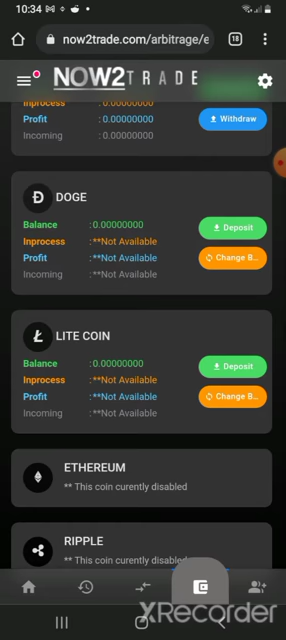 10:34
18
now2trade.com/arbitrage/e
NOW2TRADE
Inprocess : 0.00000000
Profit : 0.00000000
Withdraw
Incoming : 0.00000000
DOGE
Balance : 0.00000000
Deposit
Inprocess : **Not Available
Profit : **Not Available
Change B...
Incoming : **Not Available
LITE COIN
Balance : 0.00000000
Deposit
Inprocess : **Not Available
Profit : **Not Available
Change B...
Incoming : **Not Available
ETHEREUM
** This coin curently disabled
RIPPLE
** This coin curently disabled
XRecorder